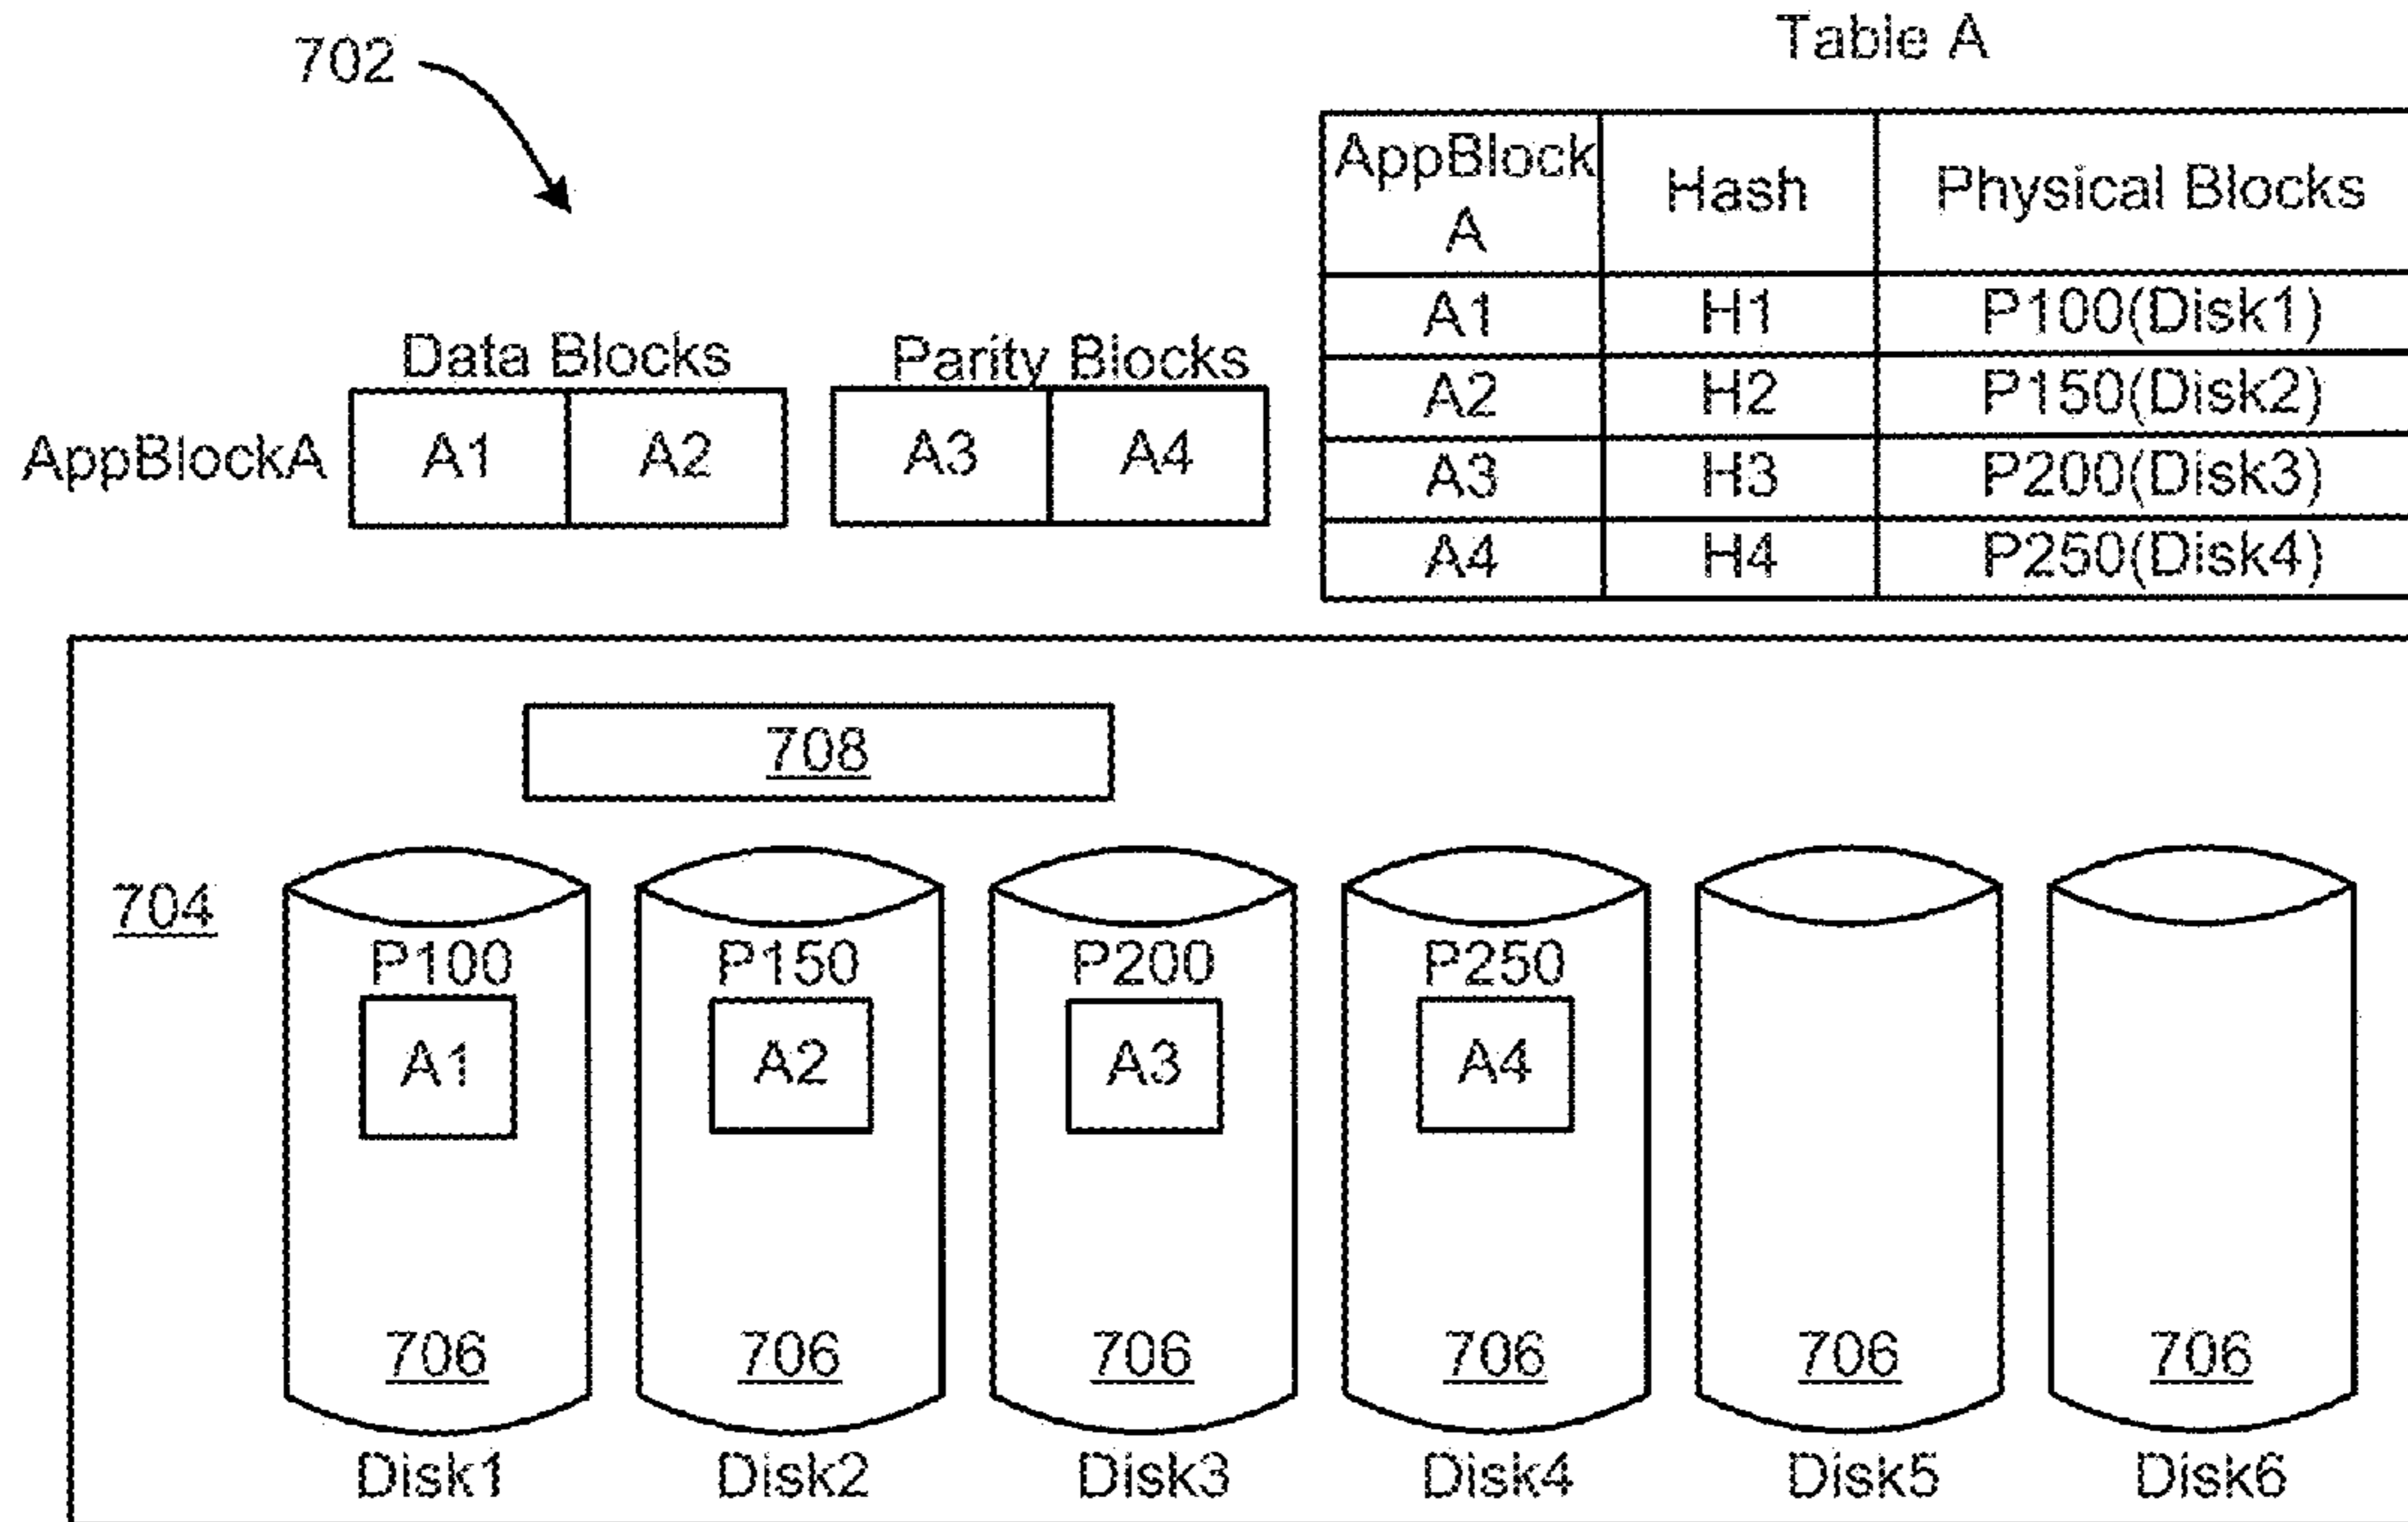 702
Table A
AppBlock A Hash Physical Blocks
A1 H1 P100(Disk1)
A2 H2 P150(Disk2)
A3 H3 P200(Disk3)
A4 H4 P250(Disk4)
Data Blocks Parity Blocks
AppBlockA A1 A2 A3 A4
708
704
P100 P150 P200 P250
A1 A2 A3 A4
706 706 706 706 706 706
Disk1 Disk2 Disk3 Disk4 Disk5 Disk6